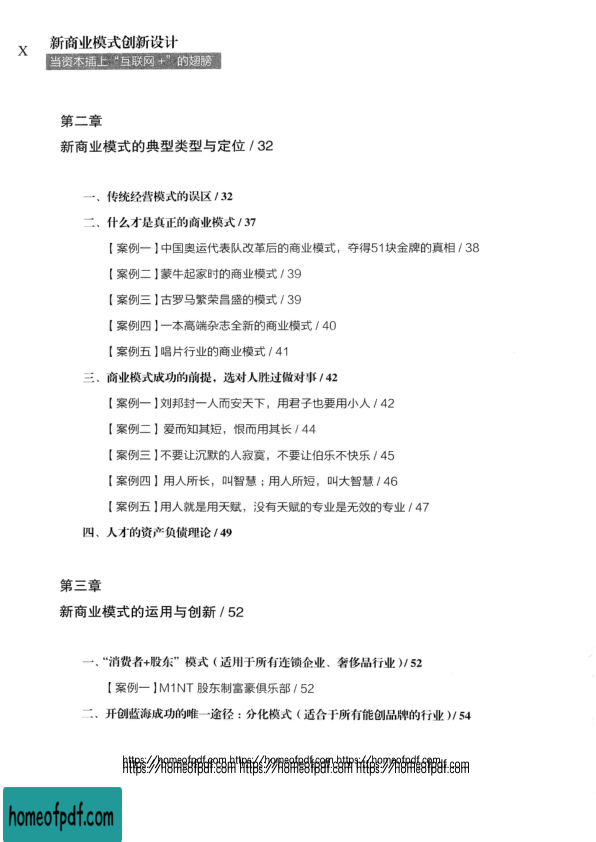 X
新商业模式创新设计
当资本插上“互联网+”的翅膀
第二章
新商业模式的典型类型与定位 / 32
一、传统经营模式的误区 / 32
二、什么才是真正的商业模式 / 37
【案例一】中国奥运代表队改革后的商业模式，夺得51块金牌的真相 / 38
【案例二】蒙牛起家时的商业模式 / 39
【案例三】古罗马繁荣昌盛的模式 / 39
【案例四】一本高端杂志全新的商业模式 / 40
【案例五】唱片行业的商业模式 / 41
三、商业模式成功的前提，选对人胜过做对事 / 42
【案例一】刘邦封一人而安天下，用君子也要用小人 / 42
【案例二】爱而知其短，恨而用其长 / 44
【案例三】不要让沉默的人寂寞，不要让伯乐不快乐 / 45
【案例四】用人所长，叫智慧；用人所短，叫大智慧 / 46
【案例五】用人就是用天赋，没有天赋的专业是无效的专业 / 47
四、人才的资产负债理论 / 49
第三章
新商业模式的运用与创新 / 52
一、“消费者+股东”模式（适用于所有连锁企业、奢侈品行业）/ 52
【案例一】M1NT 股东制富豪俱乐部 / 52
二、开创蓝海成功的唯一途径：分化模式（适合于所有能创品牌的行业）/ 54
https://homeofpdf.com https://homeofpdf.com https://homeofpdf.com
https://homeofpdf.com https://homeofpdf.com https://homeofpdf.com
homeofpdf.com